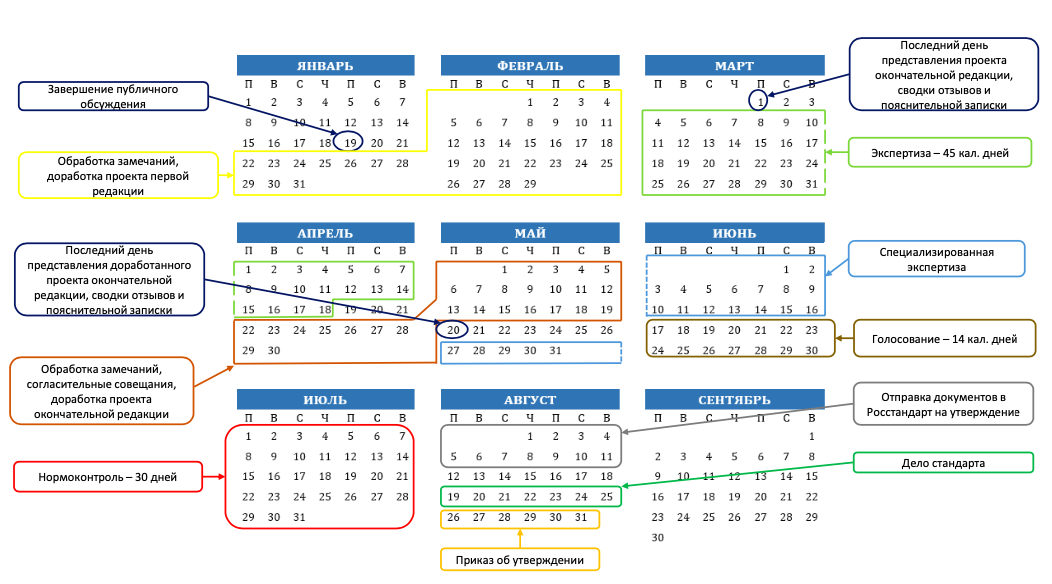 Завершение публичного
обсуждения
Обработка замечаний,
доработка проекта первой
редакции
ЯНВАРЬ
П В С Ч П С В
1 2 3 4 5 6 7
8 9 10 11 12 13 14
15 16 17 18 19 20 21
22 23 24 25 26 27 28
29 30 31
ФЕВРАЛЬ
П В С Ч П С В
1 2 3 4
5 6 7 8 9 10 11
12 13 14 15 16 17 18
19 20 21 22 23 24 25
26 27 28 29
МАРТ
П В С Ч П С В
1 2 3
4 5 6 7 8 9 10
11 12 13 14 15 16 17
18 19 20 21 22 23 24
25 26 27 28 29 30 31
Последний день
представления проекта
окончательной редакции,
сводки отзывов и
пояснительной записки
Экспертиза – 45 кал. дней
Последний день
представления доработанного
проекта окончательной
редакции, сводки отзывов и
пояснительной записки
Обработка замечаний,
согласительные совещания,
доработка проекта
окончательной редакции
АПРЕЛЬ
П В С Ч П С В
1 2 3 4 5 6 7
8 9 10 11 12 13 14
15 16 17 18 19 20 21
22 23 24 25 26 27 28
29 30
МАЙ
П В С Ч П С В
1 2 3 4 5
6 7 8 9 10 11 12
13 14 15 16 17 18 19
20 21 22 23 24 25 26
27 28 29 30 31
ИЮНЬ
П В С Ч П С В
1 2
3 4 5 6 7 8 9
10 11 12 13 14 15 16
17 18 19 20 21 22 23
24 25 26 27 28 29 30
Специализированная
экспертиза
Голосование – 14 кал. дней
Нормоконтроль – 30 дней
ИЮЛЬ
П В С Ч П С В
1 2 3 4 5 6 7
8 9 10 11 12 13 14
15 16 17 18 19 20 21
22 23 24 25 26 27 28
29 30 31
АВГУСТ
П В С Ч П С В
1 2 3 4
5 6 7 8 9 10 11
12 13 14 15 16 17 18
19 20 21 22 23 24 25
26 27 28 29 30 31
СЕНТЯБРЬ
П В С Ч П С В
1
2 3 4 5 6 7 8
9 10 11 12 13 14 15
16 17 18 19 20 21 22
23 24 25 26 27 28 29
30
Отправка документов в
Росстандарт на утверждение
Дело стандарта
Приказ об утверждении